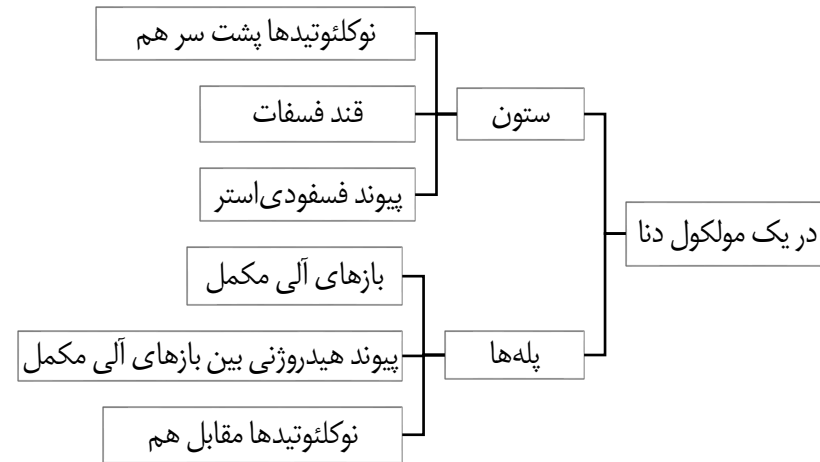 در یک مولکول دنا
ستون
نوکلئوتیدها پشت سر هم
قند فسفات
پیوند فسفودی‌استر
پله‌ها
بازهای آلی مکمل
پیوند هیدروژنی بین بازهای آلی مکمل
نوکلئوتیدها مقابل هم